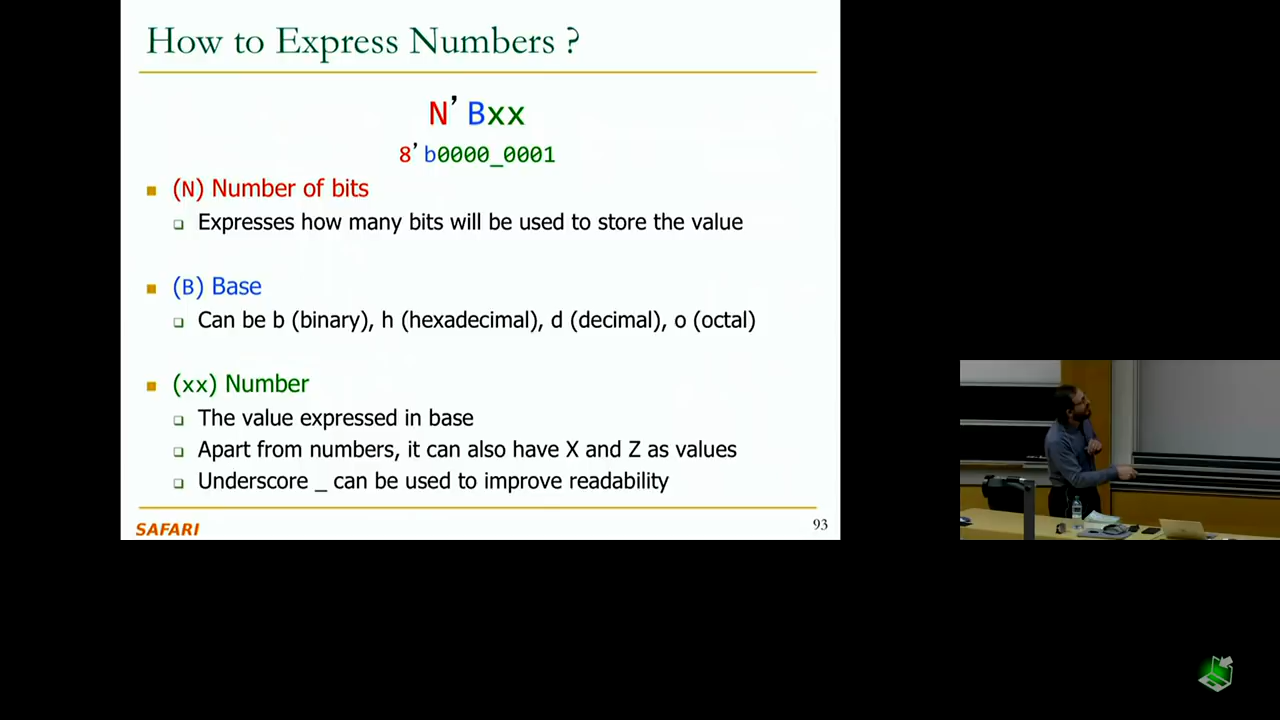 How to Express Numbers ?
N’Bxx
8’b0000_0001
(N) Number of bits
Expresses how many bits will be used to store the value
(B) Base
Can be b (binary), h (hexadecimal), d (decimal), o (octal)
(xx) Number
The value expressed in base
Apart from numbers, it can also have X and Z as values
Underscore _ can be used to improve readability
SAFARI
93